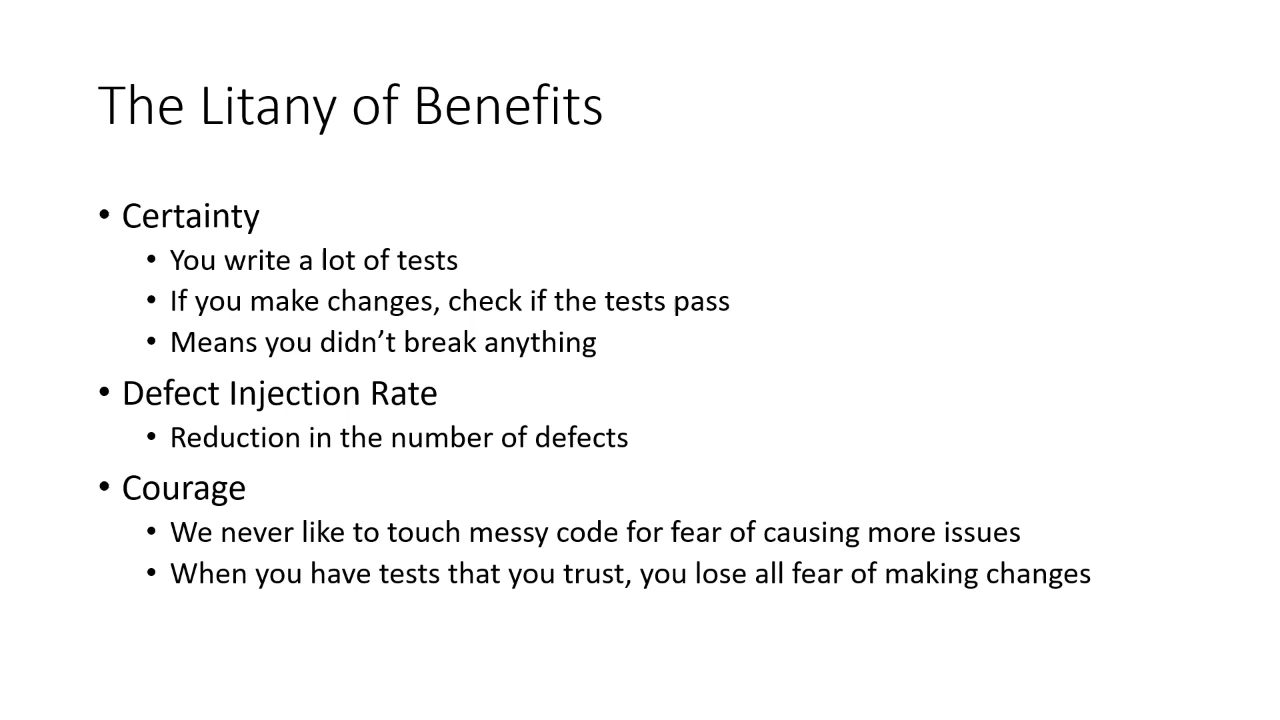 The Litany of Benefits
• Certainty
• You write a lot of tests
• If you make changes, check if the tests pass
• Means you didn’t break anything
• Defect Injection Rate
• Reduction in the number of defects
• Courage
• We never like to touch messy code for fear of causing more issues
• When you have tests that you trust, you lose all fear of making changes